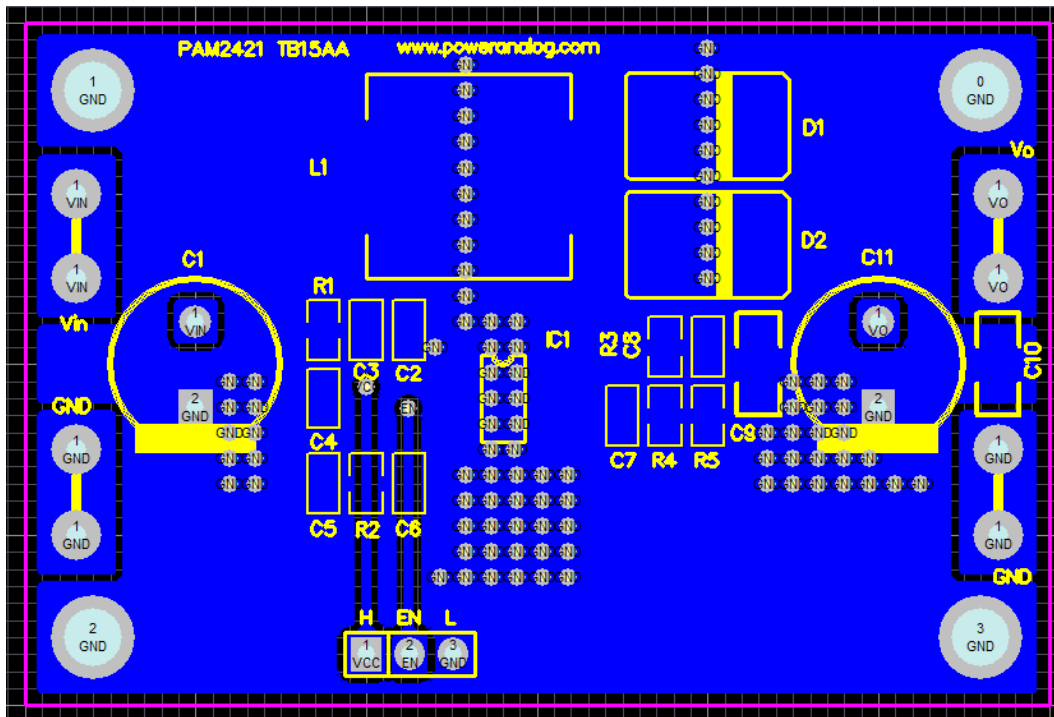 PAM2421 TB15AA www.poweranalog.com
1
GND
0
GND
D1
Vo
L1
1
VIN
1
VO
D2
C1
C11
1
VIN
1
VO
R1
Vin
1
VIN
1
VO
IC1
R3
C8
C10
C3
C2
VC
EN
2
GND
2
GND
GND
C4
C9
1
GND
1
GND
C7
R4
R5
C5
R2
C6
1
GND
1
GND
GND
H
EN
L
2
GND
1
VCC
2
EN
3
GND
3
GND